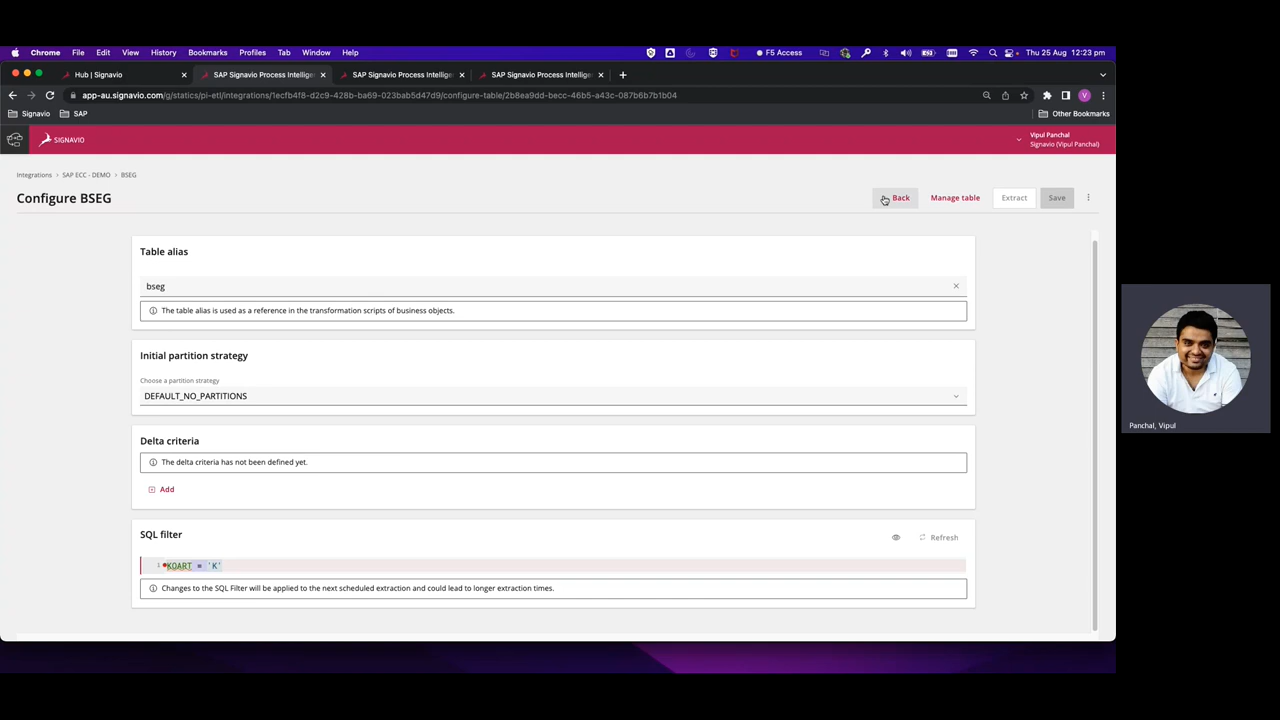 Chrome File Edit View History Bookmarks Profiles Tab Window Help F5 Access Thu 25 Aug 12:23 pm
Hub | Signavio SAP Signavio Process Intellige SAP Signavio Process Intellige SAP Signavio Process Intellige
app-au.signavio.com/g/statics/pi-etl/integrations/1ecfb4f8-d2c9-428b-ba69-023bab5d47d9/configure-table/2b8ea9dd-becc-46b5-a43c-087b6b7b1b04
Signavio SAP Other Bookmarks
SIGNAVIO
Vipul Panchal
Signavio (Vipul Panchal)
Integrations > SAP ECC - DEMO > BSEG
Configure BSEG
Back Manage table Extract Save
Table alias
bseg
The table alias is used as a reference in the transformation scripts of business objects.
Initial partition strategy
Choose a partition strategy
DEFAULT_NO_PARTITIONS
Delta criteria
The delta criteria has not been defined yet.
Add
SQL filter
Refresh
1 KOART = 'K'
Changes to the SQL Filter will be applied to the next scheduled extraction and could lead to longer extraction times.
Panchal, Vipul